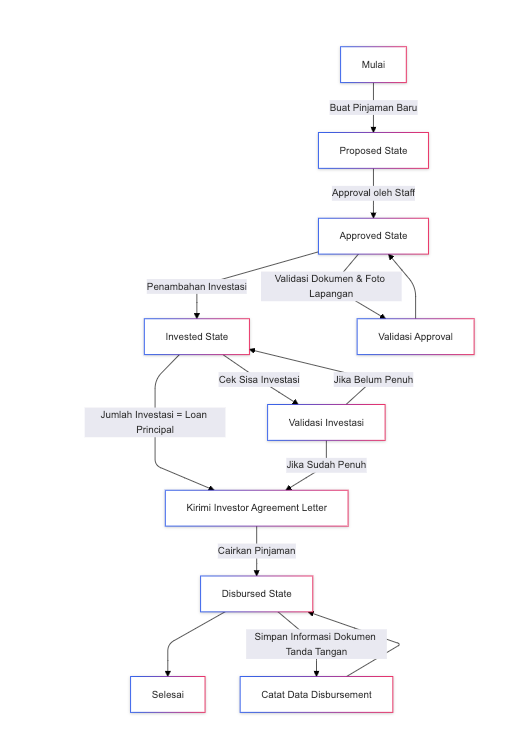 Mulai
Buat Pinjaman Baru
Proposed State
Approval oleh Staff
Approved State
Penambahan Investasi
Validasi Dokumen & Foto
Lapangan
Invested State
Validasi Approval
Cek Sisa Investasi
Jika Belum Penuh
Jumlah Investasi = Loan
Principal
Validasi Investasi
Jika Sudah Penuh
Kirimi Investor Agreement Letter
Cairkan Pinjaman
Disbursed State
Simpan Informasi Dokumen
Tanda Tangan
Selesai
Catat Data Disbursement